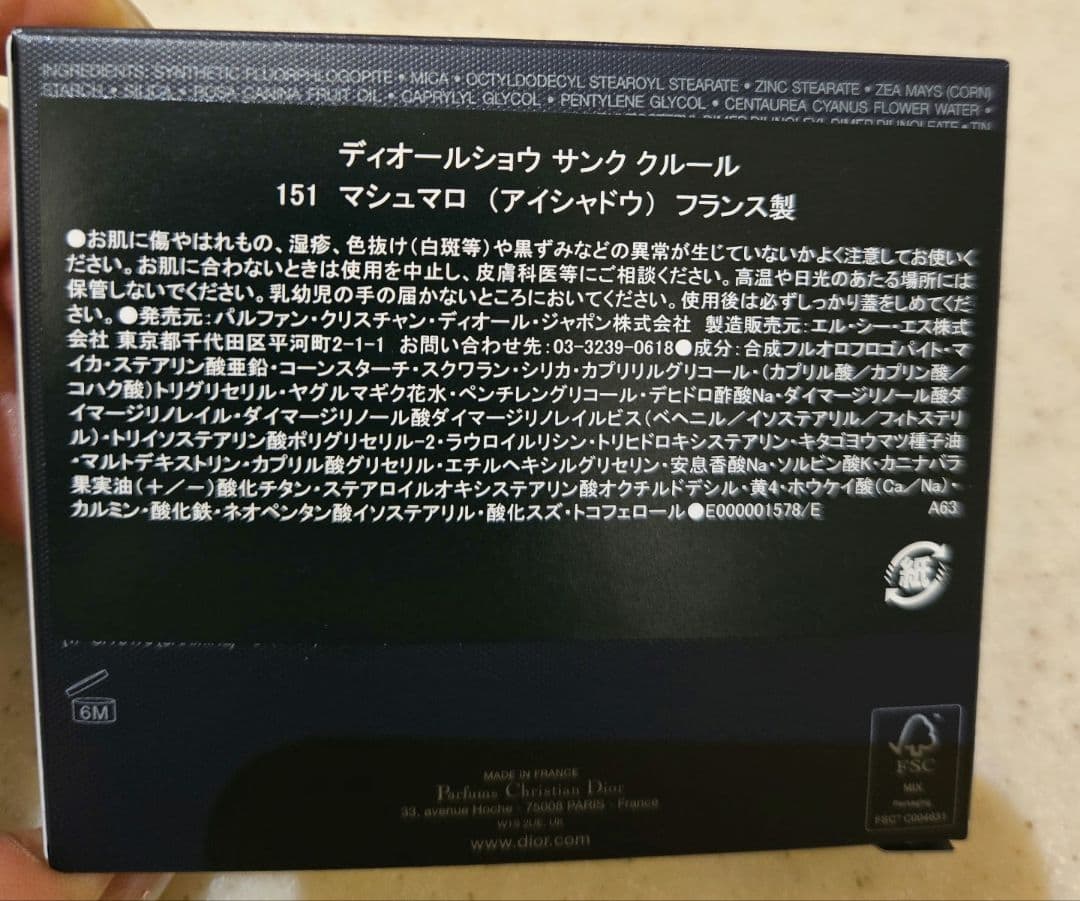 INGREDIENTS: SYNTHETIC FLUORPHLOGOPITE • MICA • OCTYLDODECYL STEAROYL STEARATE • ZINC STEARATE • ZEA MAYS (CORN)
STARCH • SILICA • ROSA CANINA FRUIT OIL • CAPRYLYL GLYCOL • PENTYLENE GLYCOL • CENTAUREA CYANUS FLOWER WATER •
DIMER DILINOLEYL DIMER DILINOLEATE • TIN
ディオールショウ サンク クルール
151 マシュマロ (アイシャドウ) フランス製
●お肌に傷やはれもの、湿疹、色抜け(白斑等)や黒ずみなどの異常が生じていないかよく注意してお使いく
ださい。お肌に合わないときは使用を中止し、皮膚科医等にご相談ください。高温や日光のあたる場所には
保管しないでください。乳幼児の手の届かないところにおいてください。使用後は必ずしっかり蓋をしめてくだ
さい。●発売元:パルファン・クリスチャン・ディオール・ジャポン株式会社 製造販売元:エル・シー・エス株式
会社 東京都千代田区平河町2-1-1 お問い合わせ先:03-3239-0618●成分:合成フルオロフロゴパイト・マ
イカ・ステアリン酸亜鉛・コーンスターチ・スクワラン・シリカ・カプリリルグリコール・(カプリル酸/カプリン酸/
コハク酸)トリグリセリル・ヤグルマギク花水・ペンチレングリコール・デヒドロ酢酸Na・ダイマージリノール酸ダ
イマージリノレイル・ダイマージリノール酸ダイマージリノレイルビス(ベヘニル/イソステアリル/フィトステリ
ル)・トリイソステアリン酸ポリグリセリル-2・ラウロイルリシン・トリヒドロキシステアリン・キタゴヨウマツ種子油
・マルトデキストリン・カプリル酸グリセリル・エチルヘキシルグリセリン・安息香酸Na・ソルビン酸K・カニナバラ
果実油(+/-)酸化チタン・ステアロイルオキシステアリン酸オクチルドデシル・黄4・ホウケイ酸(Ca/Na)・
カルミン・酸化鉄・ネオペンタン酸イソステアリル・酸化スズ・トコフェロール●E000001578/E A63
紙
6M
MADE IN FRANCE
Parfums Christian Dior
33, avenue Hoche - 75008 PARIS - France
W1S 2UE, UK
www.dior.com
FSC
MIX
Packaging
FSC® C004631